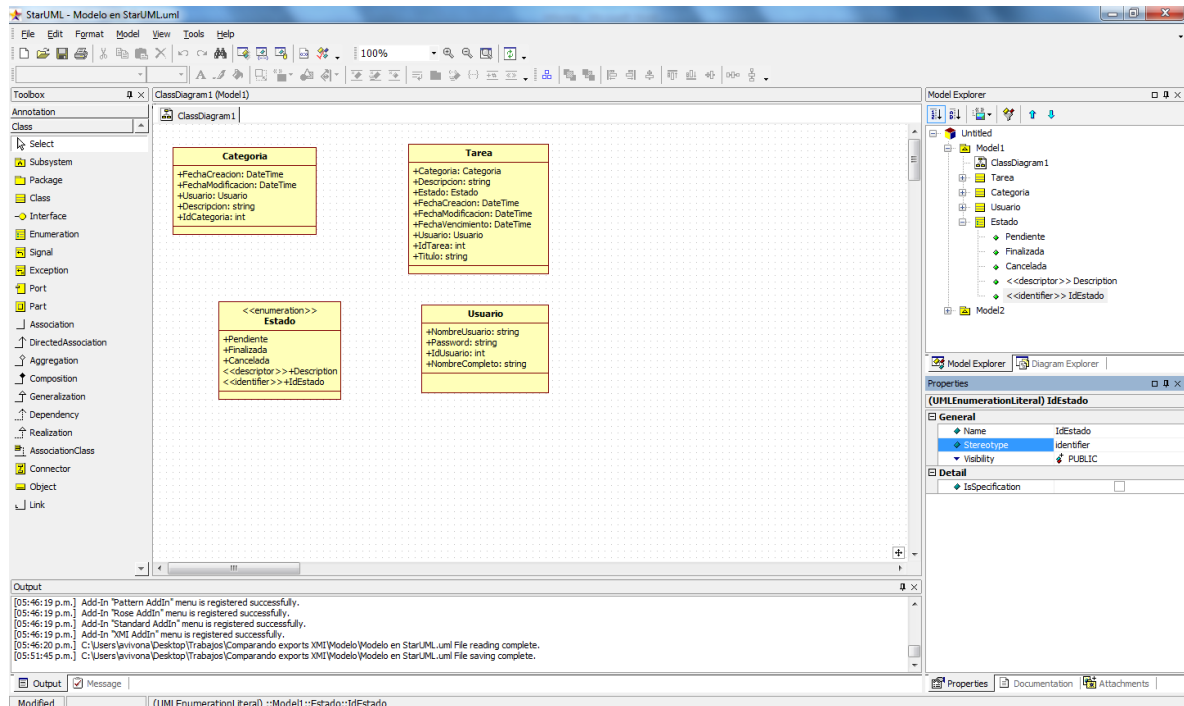 StarUML - Modelo en StarUML.uml
File Edit Format Model View Tools Help
100%
Toolbox
Annotation
Class
Select
Subsystem
Package
Class
Interface
Enumeration
Signal
Exception
Port
Part
Association
DirectedAssociation
Aggregation
Composition
Generalization
Dependency
Realization
AssociationClass
Connector
Object
Link
ClassDiagram1 (Model1)
ClassDiagram1
Categoria
+FechaCreacion: DateTime
+FechaModificacion: DateTime
+Usuario: Usuario
+Descripcion: string
+IdCategoria: int
Tarea
+Categoria: Categoria
+Descripcion: string
+Estado: Estado
+FechaCreacion: DateTime
+FechaModificacion: DateTime
+FechaVencimiento: DateTime
+Usuario: Usuario
+IdTarea: int
+Titulo: string
<<enumeration>>
Estado
+Pendiente
+Finalizada
+Cancelada
<<descriptor>>+Description
<<identifier>>+IdEstado
Usuario
+NombreUsuario: string
+Password: string
+IdUsuario: int
+NombreCompleto: string
Model Explorer
Untitled
Model1
ClassDiagram1
Tarea
Categoria
Usuario
Estado
Pendiente
Finalizada
Cancelada
<<descriptor>> Description
<<identifier>> IdEstado
Model2
Model Explorer Diagram Explorer
Properties
(UMLEnumerationLiteral) IdEstado
General
Name IdEstado
Stereotype identifier
Visibility PUBLIC
Detail
IsSpecification
Properties Documentation Attachments
Output
[05:46:19 p.m.] Add-In "Pattern AddIn" menu is registered successfully.
[05:46:19 p.m.] Add-In "Rose AddIn" menu is registered successfully.
[05:46:19 p.m.] Add-In "Standard AddIn" menu is registered successfully.
[05:46:19 p.m.] Add-In "XMI AddIn" menu is registered successfully.
[05:46:20 p.m.] C:\Users\avivona\Desktop\Trabajos\Comparando exports XMI\Modelo\Modelo en StarUML.uml File reading complete.
[05:51:45 p.m.] C:\Users\avivona\Desktop\Trabajos\Comparando exports XMI\Modelo\Modelo en StarUML.uml File saving complete.
Output Message
Modified (UMLEnumerationLiteral) ::Model1::Estado::IdEstado